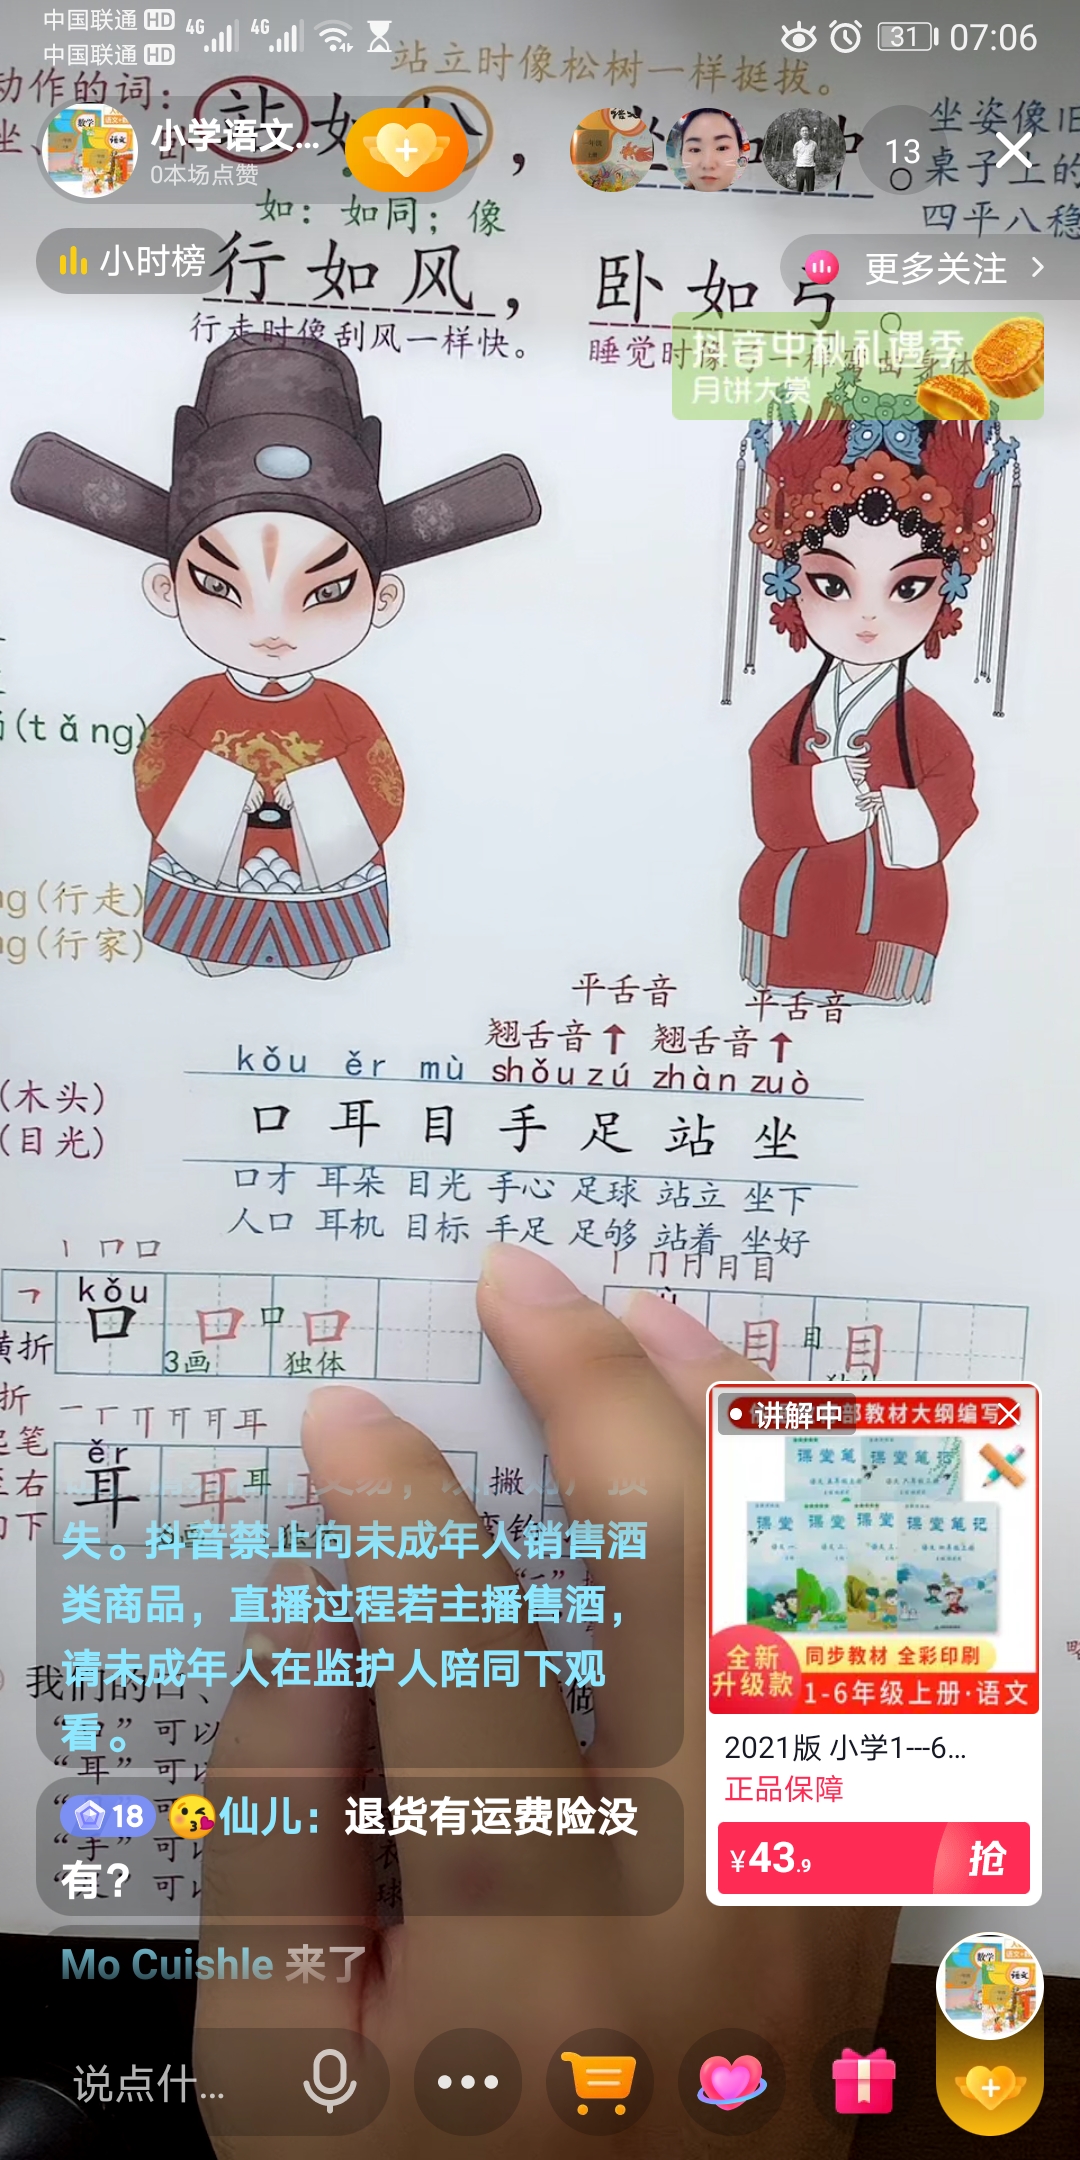 中国联通 HD 4G 4G 31 07:06
中国联通 HD
站立时像松树一样挺拔。
动作的词：
站如
坐、
坐姿像旧
桌子上的
四平八稳
小学语文...
0本场点赞
13
如：如同；像
小时榜
更多关注
行如风，卧如弓。
行走时像刮风一样快。
睡觉时像弓一样弯曲身体
抖音中秋礼遇季
月饼大赏
(tǎng)
ng(行走)
ng(行家)
平舌音 平舌音
翘舌音↑ 翘舌音↑
kǒu ěr mù shǒu zú zhàn zuò
口 耳 目 手 足 站 坐
(木头)
(目光)
口才 耳朵 目光 手心 足球 站立 坐下
人口 耳机 目标 手足 足够 站着 坐好
kǒu
口 口 口 口
横折
3画 独体
目 目 目
折
起笔
ěr
耳 耳 耳
至右
向下
撇
弯钩
讲解中
部教材大纲编写
课堂笔记
全新
升级款
同步教材 全彩印刷
1-6年级上册·语文
2021版 小学1---6...
正品保障
¥43.9 抢
失。抖音禁止向未成年人销售酒
类商品，直播过程若主播售酒，
请未成年人在监护人陪同下观
看。
我们的口、
“耳”可以
“手”可以
18 仙儿：退货有运费险没
有？
Mo Cuishle 来了
说点什...